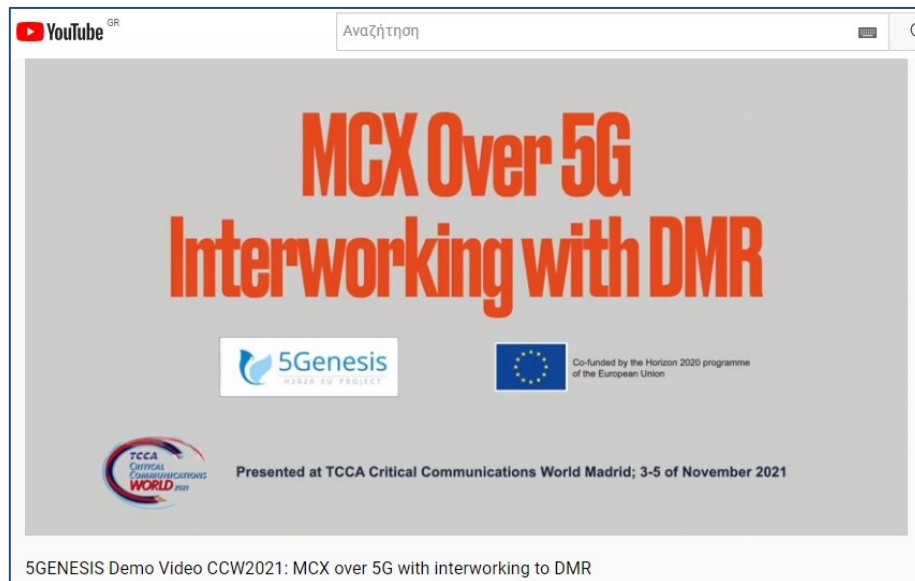 YouTube GR
Αναζήτηση
MCX Over 5G
Interworking with DMR
5Genesis
H2020 EU PROJECT
Co-funded by the Horizon 2020 programme
of the European Union
TCCA
CRITICAL
COMMUNICATIONS
WORLD 2021
Presented at TCCA Critical Communications World Madrid; 3-5 of November 2021
5GENESIS Demo Video CCW2021: MCX over 5G with interworking to DMR